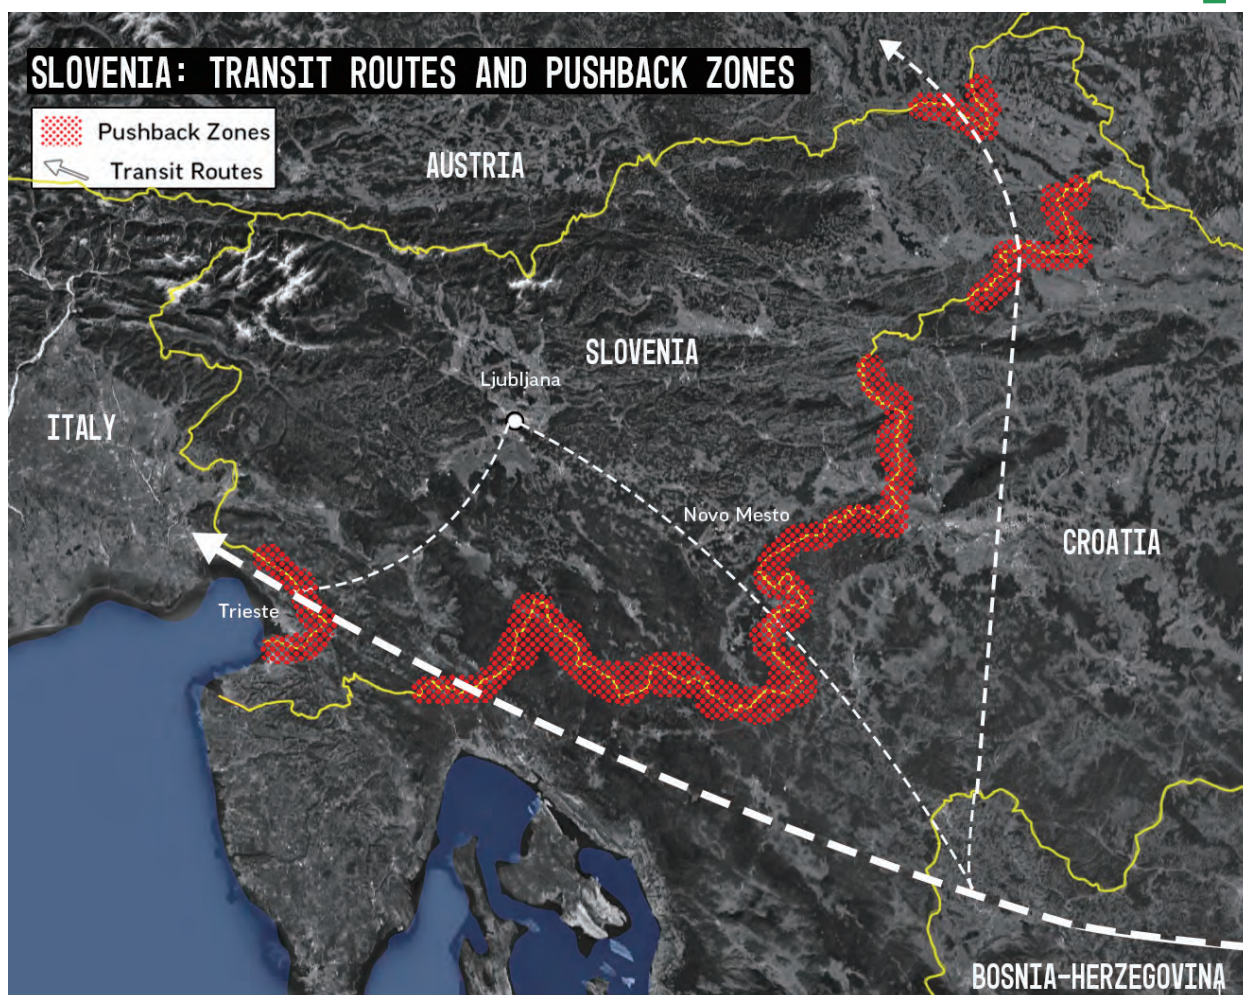 SLOVENIA: TRANSIT ROUTES AND PUSHBACK ZONES
Pushback Zones
Transit Routes
AUSTRIA
SLOVENIA
Ljubljana
ITALY
Novo Mesto
CROATIA
Trieste
BOSNIA-HERZEGOVINA